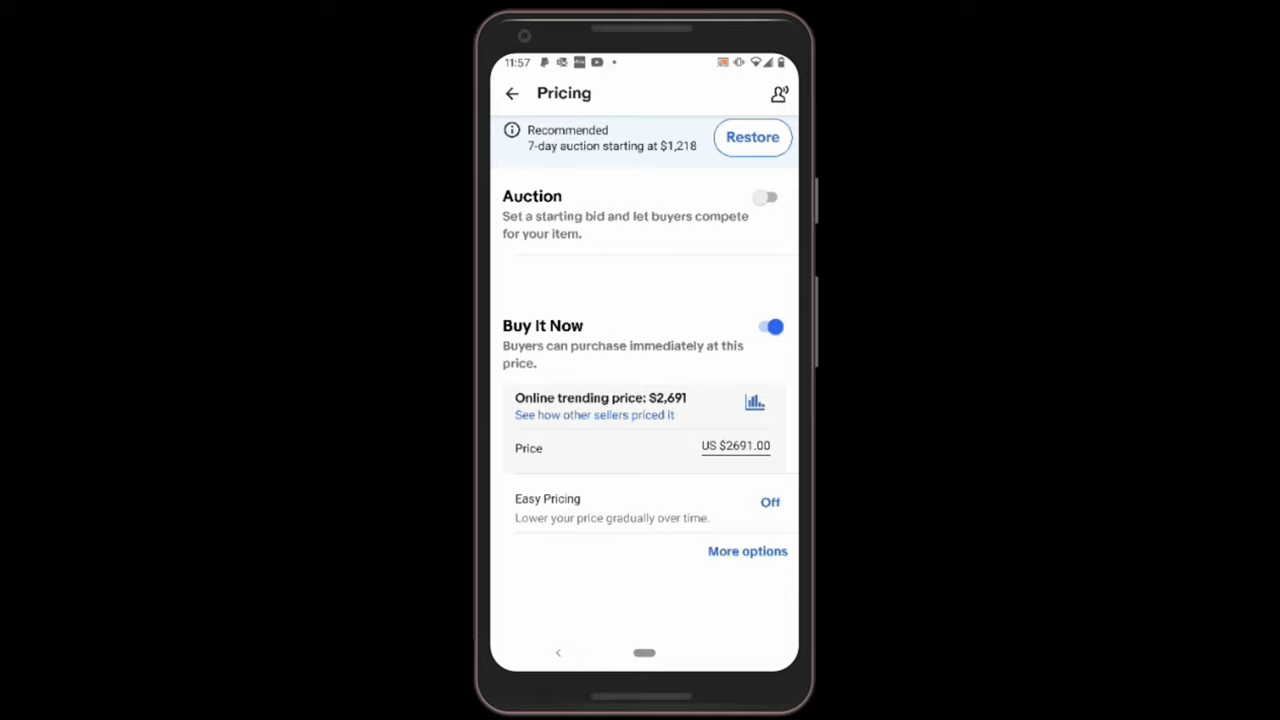 11:57
Pricing
Recommended
7-day auction starting at $1,218
Restore
Auction
Set a starting bid and let buyers compete
for your item.
Buy It Now
Buyers can purchase immediately at this
price.
Online trending price: $2,691
See how other sellers priced it
Price
US $2691.00
Easy Pricing
Off
Lower your price gradually over time.
More options